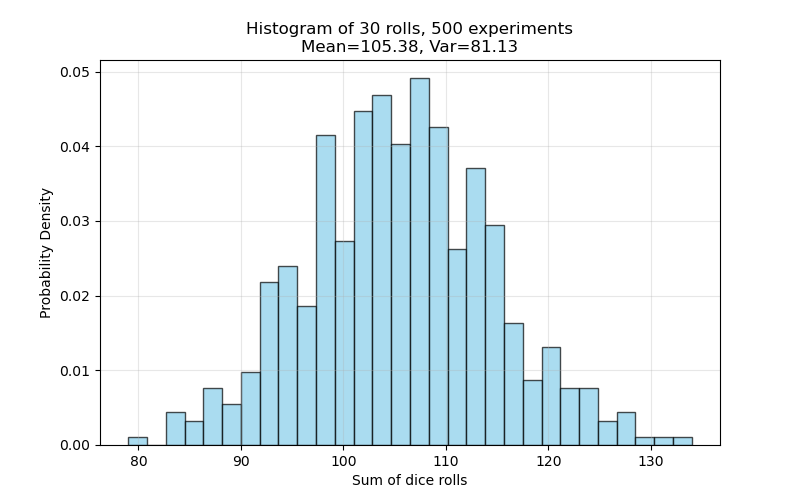 Histogram of 30 rolls, 500 experiments
Mean=105.38, Var=81.13
0.05
0.04
0.03
0.02
0.01
0.00
Probability Density
80 90 100 110 120 130
Sum of dice rolls